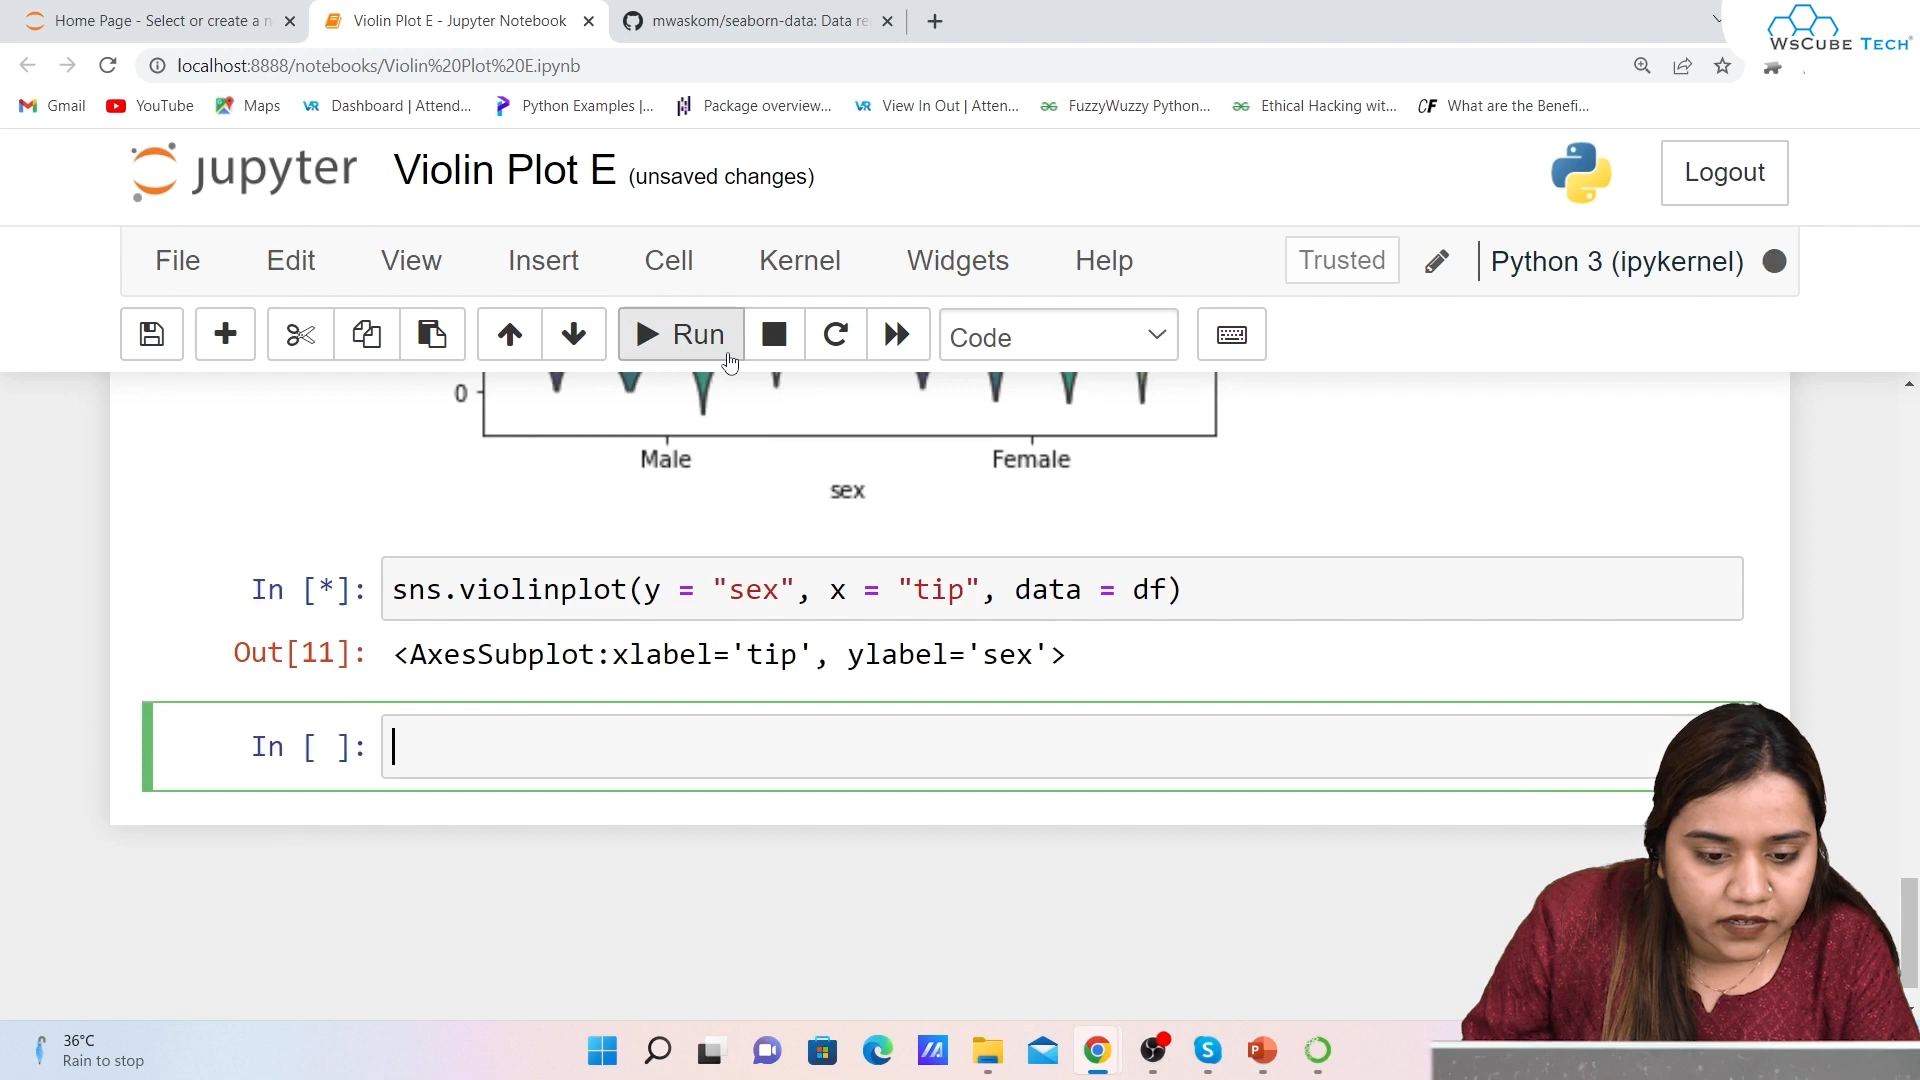 Home Page - Select or create a n
Violin Plot E - Jupyter Notebook
mwaskom/seaborn-data: Data re
WsCube Tech
localhost:8888/notebooks/Violin%20Plot%20E.ipynb
Gmail
YouTube
Maps
Dashboard | Attend...
Python Examples |...
Package overview...
View In Out | Atten...
FuzzyWuzzy Python...
Ethical Hacking wit...
What are the Benefi...
jupyter Violin Plot E (unsaved changes)
Logout
File Edit View Insert Cell Kernel Widgets Help
Trusted
Python 3 (ipykernel)
Run
Code
0
Male Female
sex
In [*]: sns.violinplot(y = "sex", x = "tip", data = df)
Out[11]: <AxesSubplot:xlabel='tip', ylabel='sex'>
In [ ]:
36°C
Rain to stop